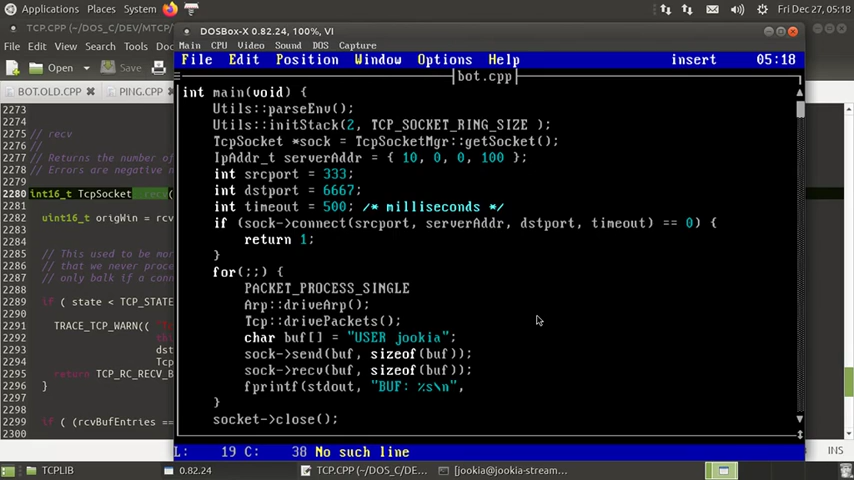 Applications Places System Fri Dec 27, 05:18
TCP.CPP (~/DOS_C/DEV/MTCP/
File Edit View Search Tools
Open Save
BOT.OLD.CPP PING.CPP
2273
2274
2275 // recv
2276
2277 // Returns the number of
2278 // Errors are negative n
2279
2280 int16_t TcpSocket::recv(
2281
2282 uint16_t origWin = rcv
2283
2285 // This used to be mor
2286 // that we never proce
2287 // only balk if a conn
2288
2289 if ( state < TCP_STATE
2290
2291 TRACE_TCP_WARN(( "T
2292 thi
2293 dst
2294 Tcp
2295 return TCP_RC_RECV_B
2296 }
2298
2299 if ( (rcvBufEntries ==
2300
DOSBox-X 0.82.24, 100%, VI
Main CPU Video Sound DOS Capture
File Edit Position Window Options Help insert 05:18
bot.cpp
int main(void) {
Utils::parseEnv();
Utils::initStack(2, TCP_SOCKET_RING_SIZE );
TcpSocket *sock = TcpSocketMgr::getSocket();
IpAddr_t serverAddr = { 10, 0, 0, 100 };
int srcport = 333;
int dstport = 6667;
int timeout = 500; /* milliseconds */
if (sock->connect(srcport, serverAddr, dstport, timeout) == 0) {
return 1;
}
for(;;) {
PACKET_PROCESS_SINGLE
Arp::driveArp();
Tcp::drivePackets();
char buf[] = "USER jookia";
sock->send(buf, sizeof(buf));
sock->recv(buf, sizeof(buf));
fprintf(stdout, "BUF: %s\n",
}
socket->close();
L: 19 C: 38 No such line
INS
TCPLIB 0.82.24 TCP.CPP (~/DOS_C/DE... [jookia@jookia-stream...